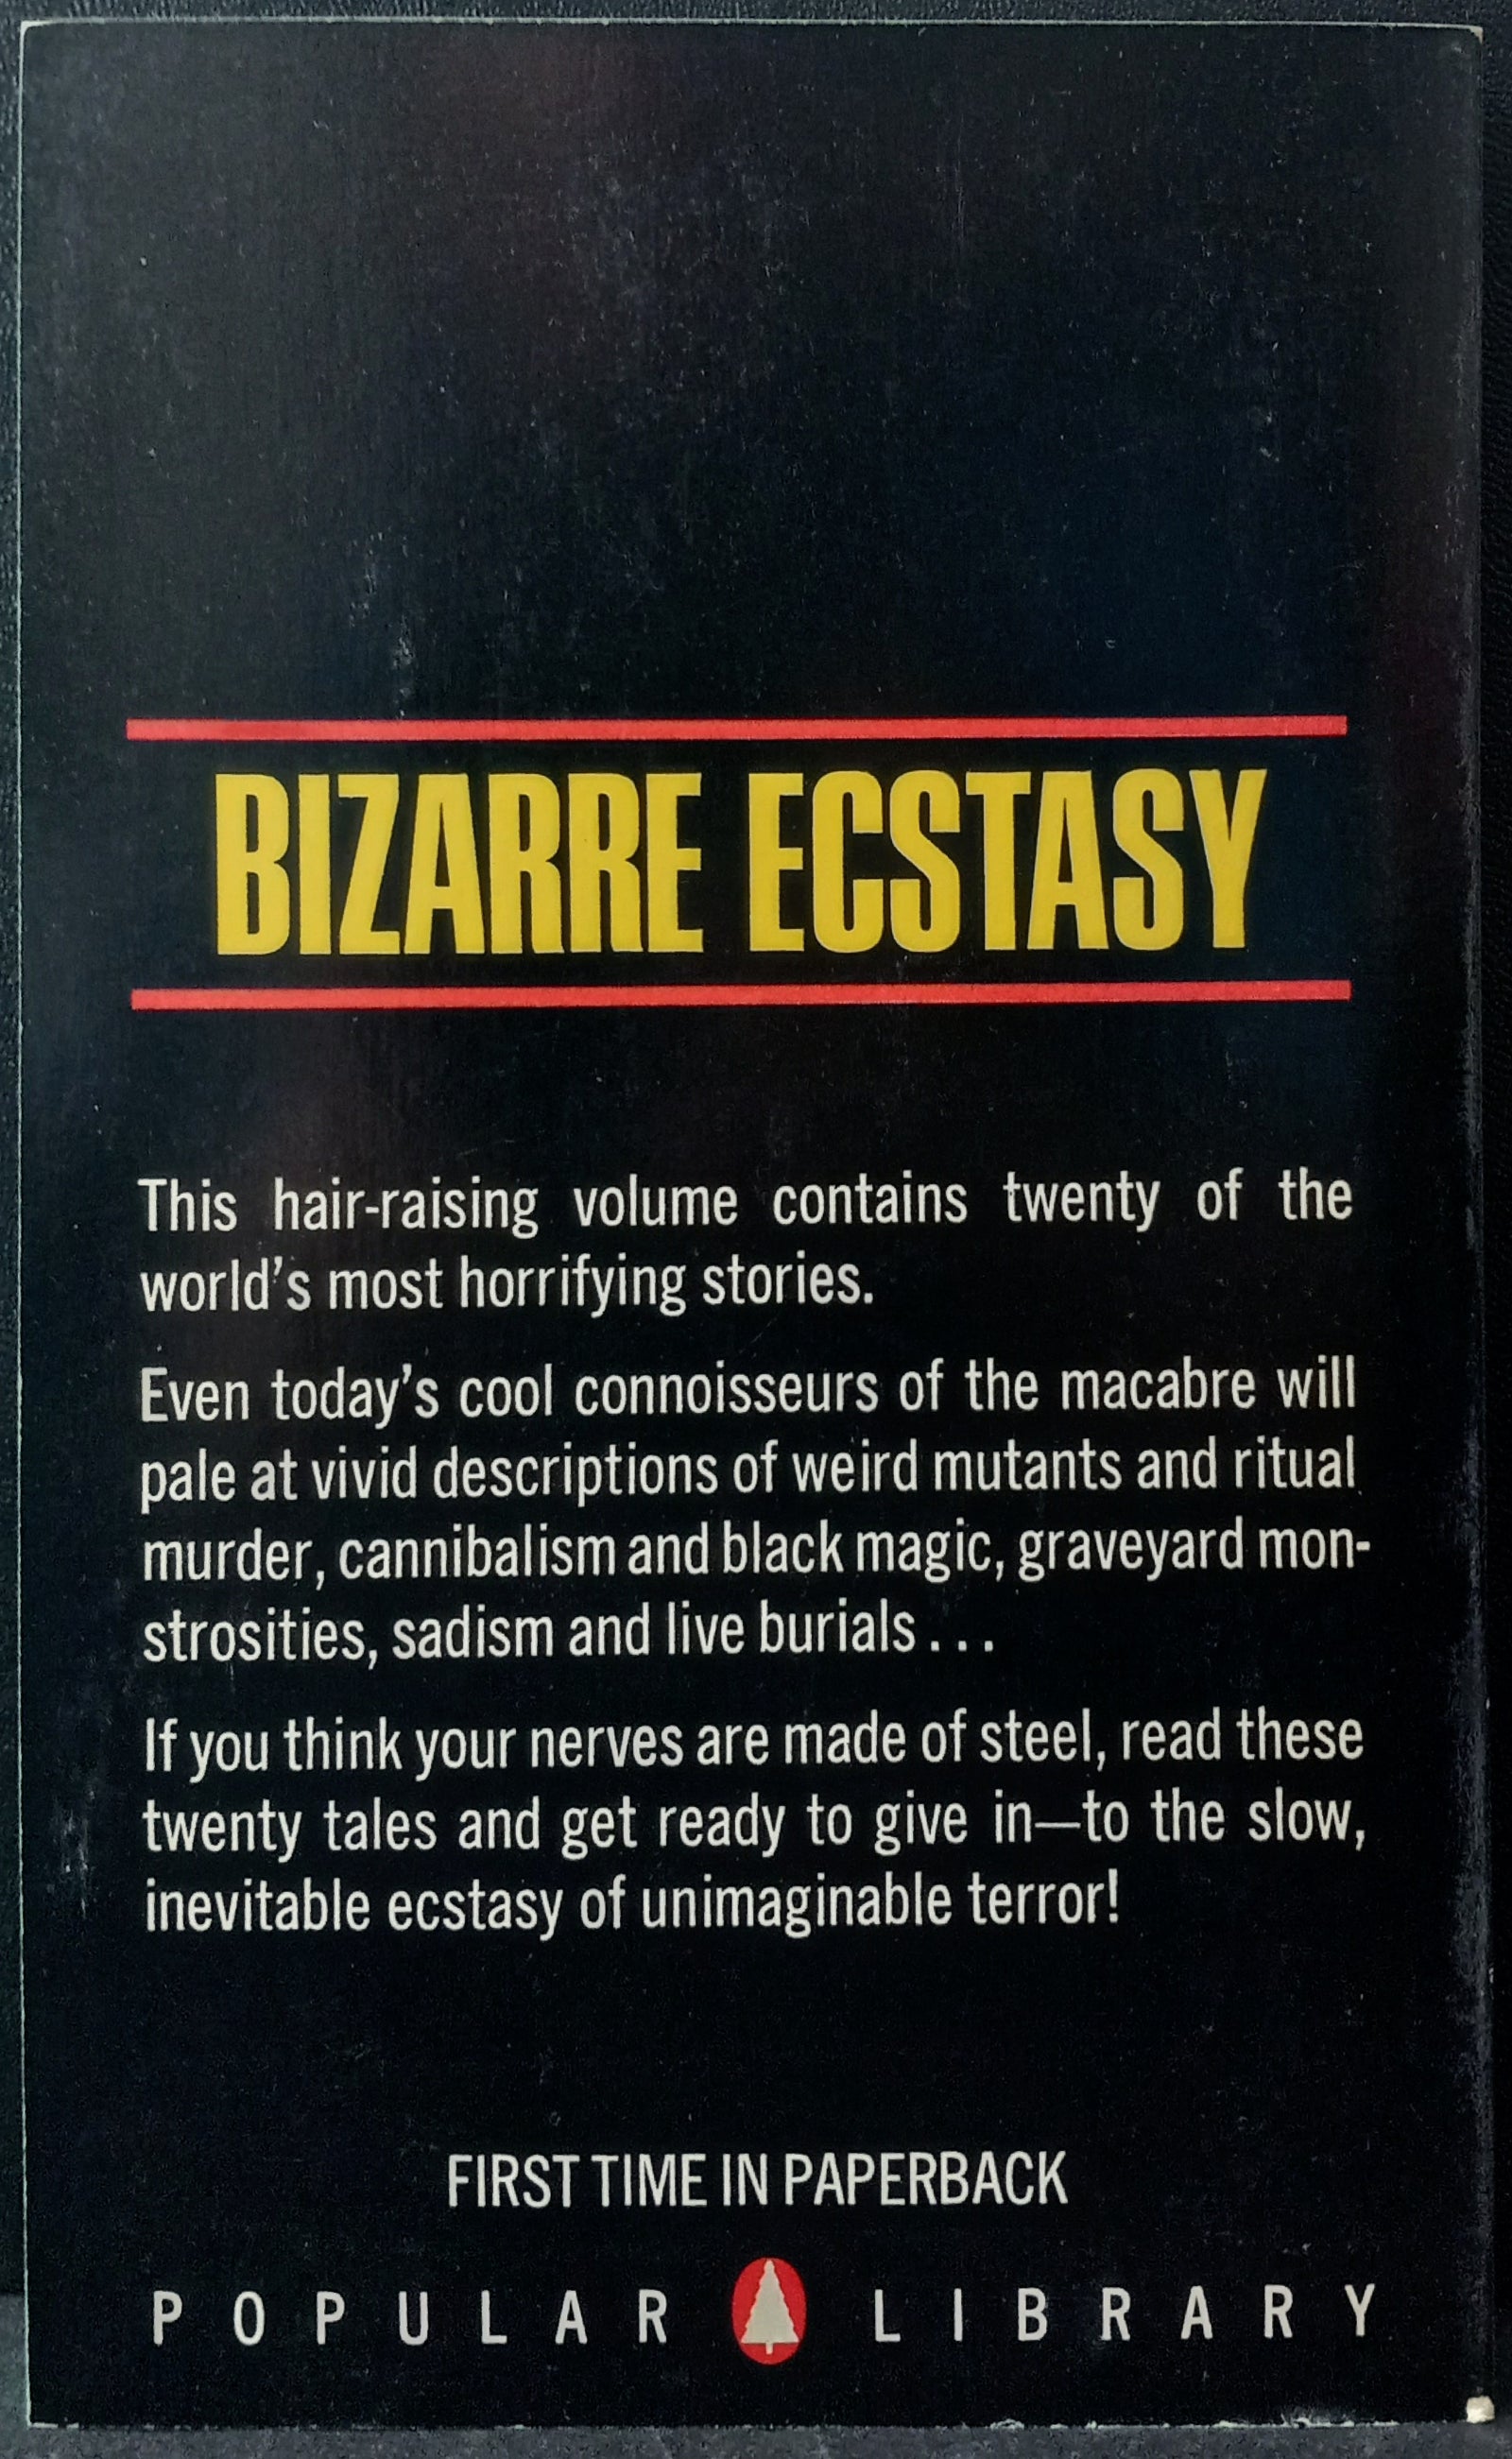 BIZARRE ECSTASY
This hair-raising volume contains twenty of the
world's most horrifying stories.
Even today's cool connoisseurs of the macabre will
pale at vivid descriptions of weird mutants and ritual
murder, cannibalism and black magic, graveyard mon-
strosities, sadism and live burials . . .
If you think your nerves are made of steel, read these
twenty tales and get ready to give in—to the slow,
inevitable ecstasy of unimaginable terror!
FIRST TIME IN PAPERBACK
POPULAR LIBRARY